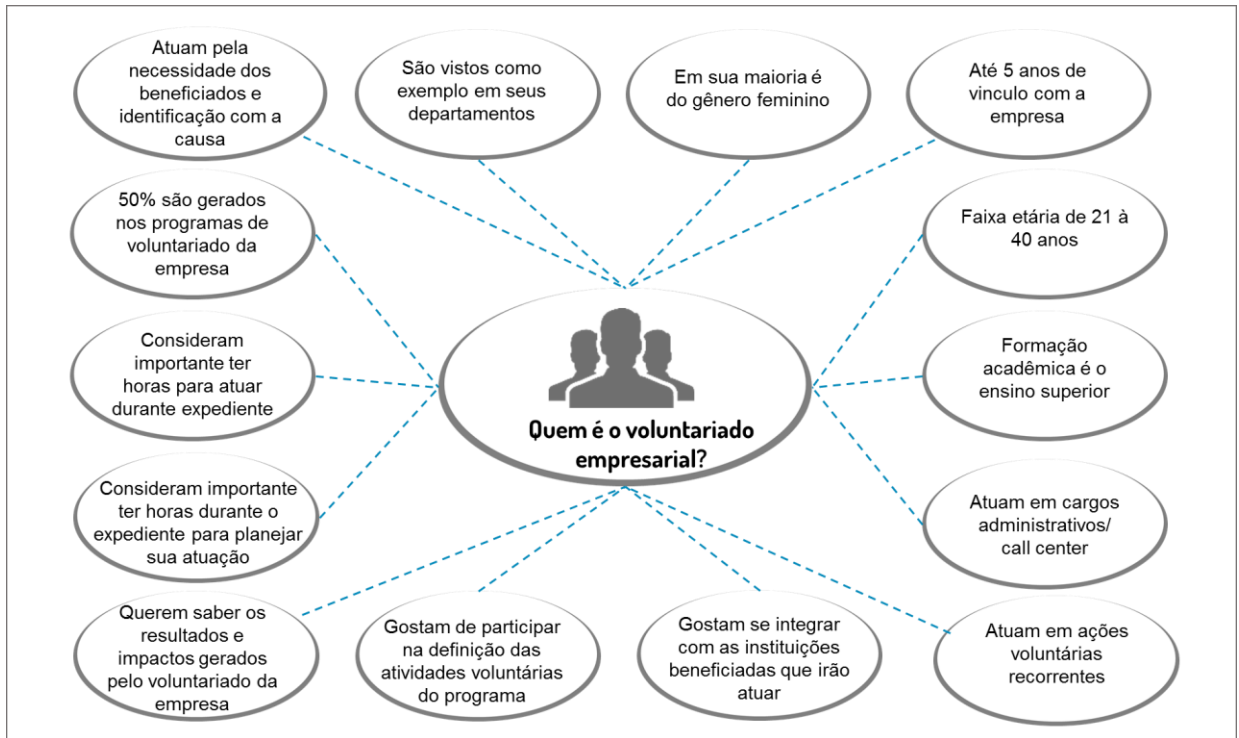 Atuam pela
necessidade dos
beneficiados e
identificação com a
causa
São vistos como
exemplo em seus
departamentos
Em sua maioria é
do gênero feminino
Até 5 anos de
vinculo com a
empresa
50% são gerados
nos programas de
voluntariado da
empresa
Faixa etária de 21 à
40 anos
Consideram
importante ter
horas para atuar
durante expediente
Quem é o voluntariado
empresarial?
Formação
acadêmica é o
ensino superior
Consideram importante
ter horas durante o
expediente para planejar
sua atuação
Atuam em cargos
administrativos/
call center
Querem saber os
resultados e
impactos gerados
pelo voluntariado da
empresa
Gostam de participar
na definição das
atividades voluntárias
do programa
Gostam se integrar
com as instituições
beneficiadas que irão
atuar
Atuam em ações
voluntárias
recorrentes